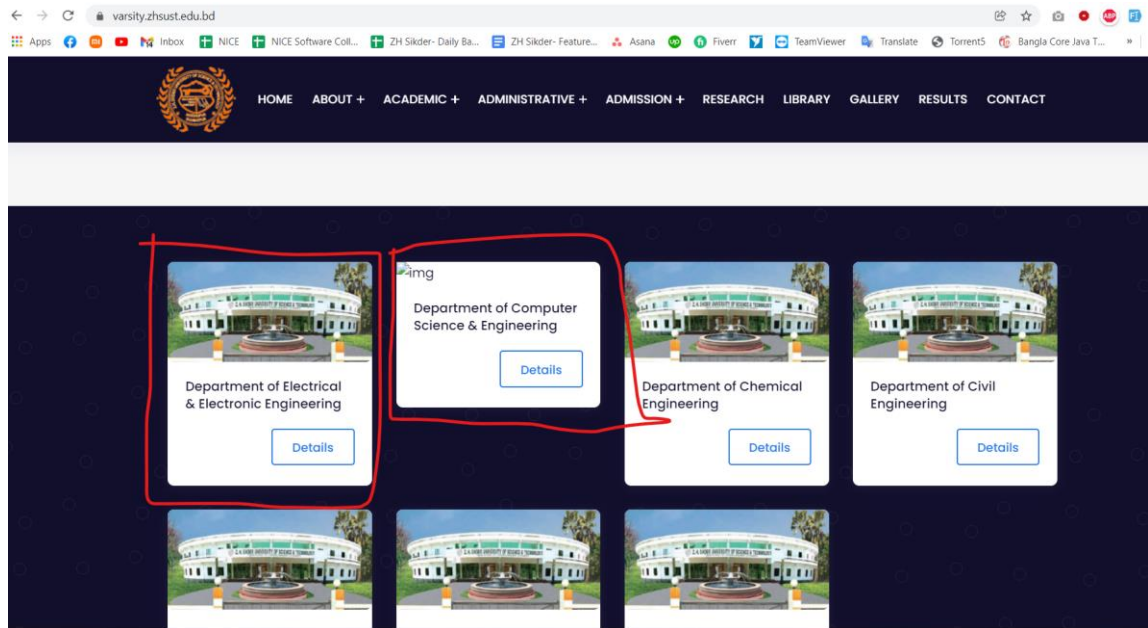 varsity.zhsust.edu.bd
Apps
Inbox
NICE
NICE Software Coll...
ZH Sikder- Daily Ba...
ZH Sikder- Feature...
Asana
Fiverr
TeamViewer
Translate
Torrent5
Bangla Core Java T...
»
HOME ABOUT + ACADEMIC + ADMINISTRATIVE + ADMISSION + RESEARCH LIBRARY GALLERY RESULTS CONTACT
Department of Electrical
& Electronic Engineering
Details
img
Department of Computer
Science & Engineering
Details
Department of Chemical
Engineering
Details
Department of Civil
Engineering
Details